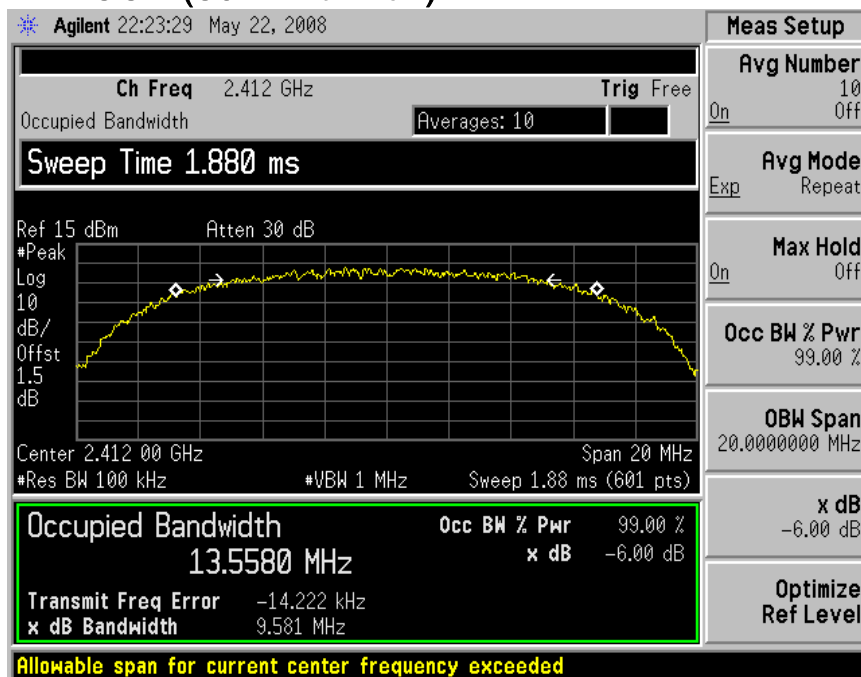 Agilent 22:23:29 May 22, 2008
Meas Setup
Ch Freq 2.412 GHz Trig Free
Occupied Bandwidth Averages: 10
Sweep Time 1.880 ms
Ref 15 dBm Atten 30 dB
#Peak
Log
10
dB/
Offst
1.5
dB
Center 2.412 00 GHz Span 20 MHz
#Res BW 100 kHz #VBW 1 MHz Sweep 1.88 ms (601 pts)
Occupied Bandwidth Occ BW % Pwr 99.00 %
13.5580 MHz x dB -6.00 dB
Transmit Freq Error -14.222 kHz
x dB Bandwidth 9.581 MHz
Allowable span for current center frequency exceeded
Avg Number
10
On Off
Avg Mode
Exp Repeat
Max Hold
On Off
Occ BW % Pwr
99.00 %
OBW Span
20.0000000 MHz
x dB
-6.00 dB
Optimize
Ref Level